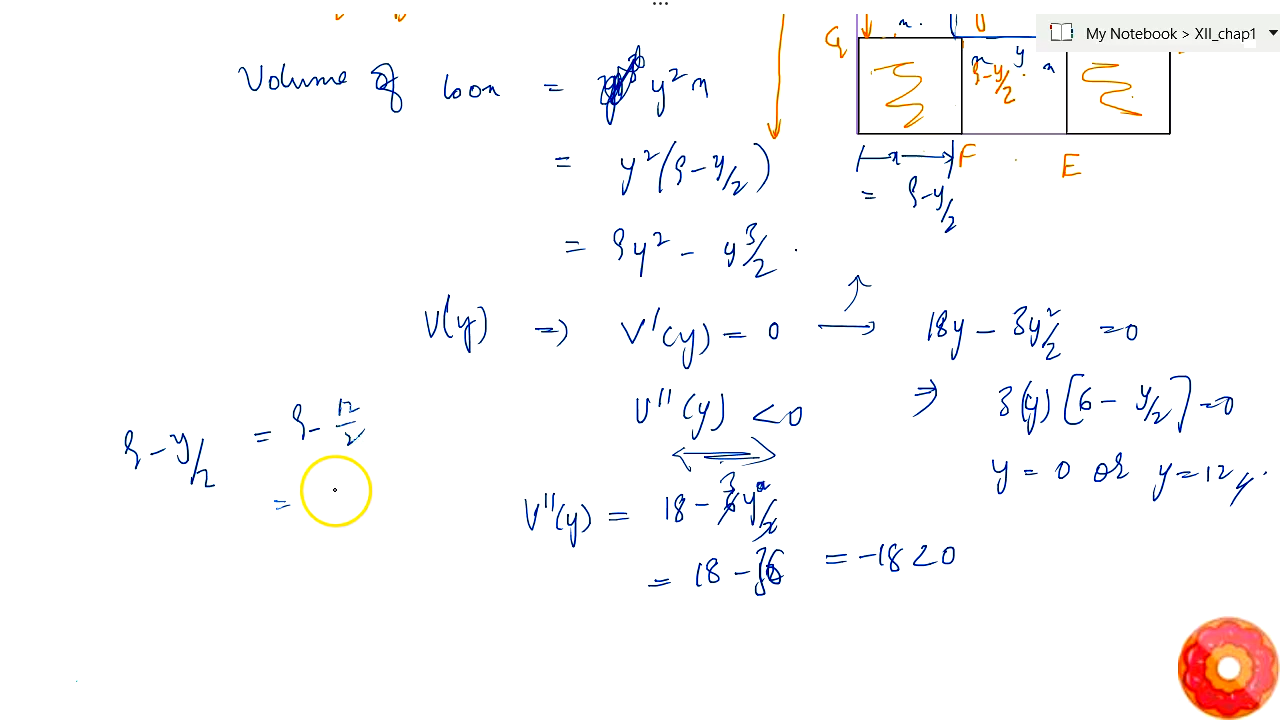 My Notebook > XII_chap1
G x. y
Volume of box = y²x
9-y/2 x
= y²(9-y/2)
x F E
= 9-y/2
= 9y² - y³/2
V(y) => V'(y) = 0 → 18y - 3y²/2 = 0
V''(y) < 0
=> 3(y)[6 - y/2] = 0
9 - y/2 = 9 - 12/2
y = 0 or y = 12
=
V''(y) = 18 - 3y
= 18 - 36 = -18 < 0